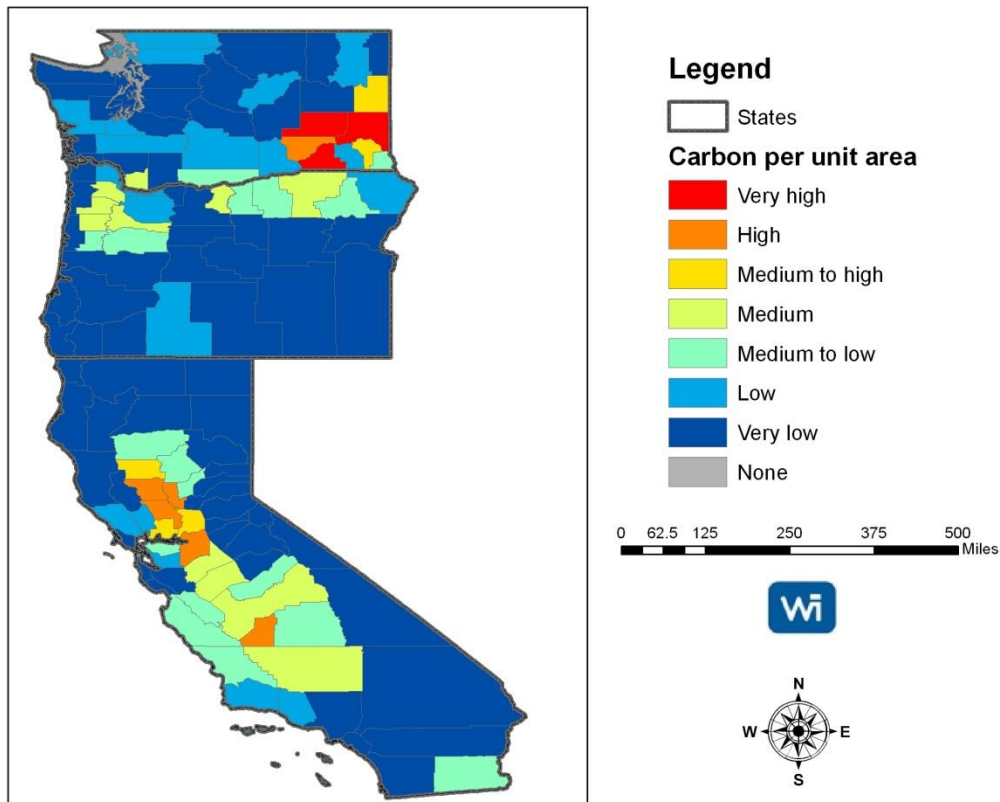 Legend
States
Carbon per unit area
Very high
High
Medium to high
Medium
Medium to low
Low
Very low
None
0 62.5 125 250 375 500
Miles
Wi
N
W E
S